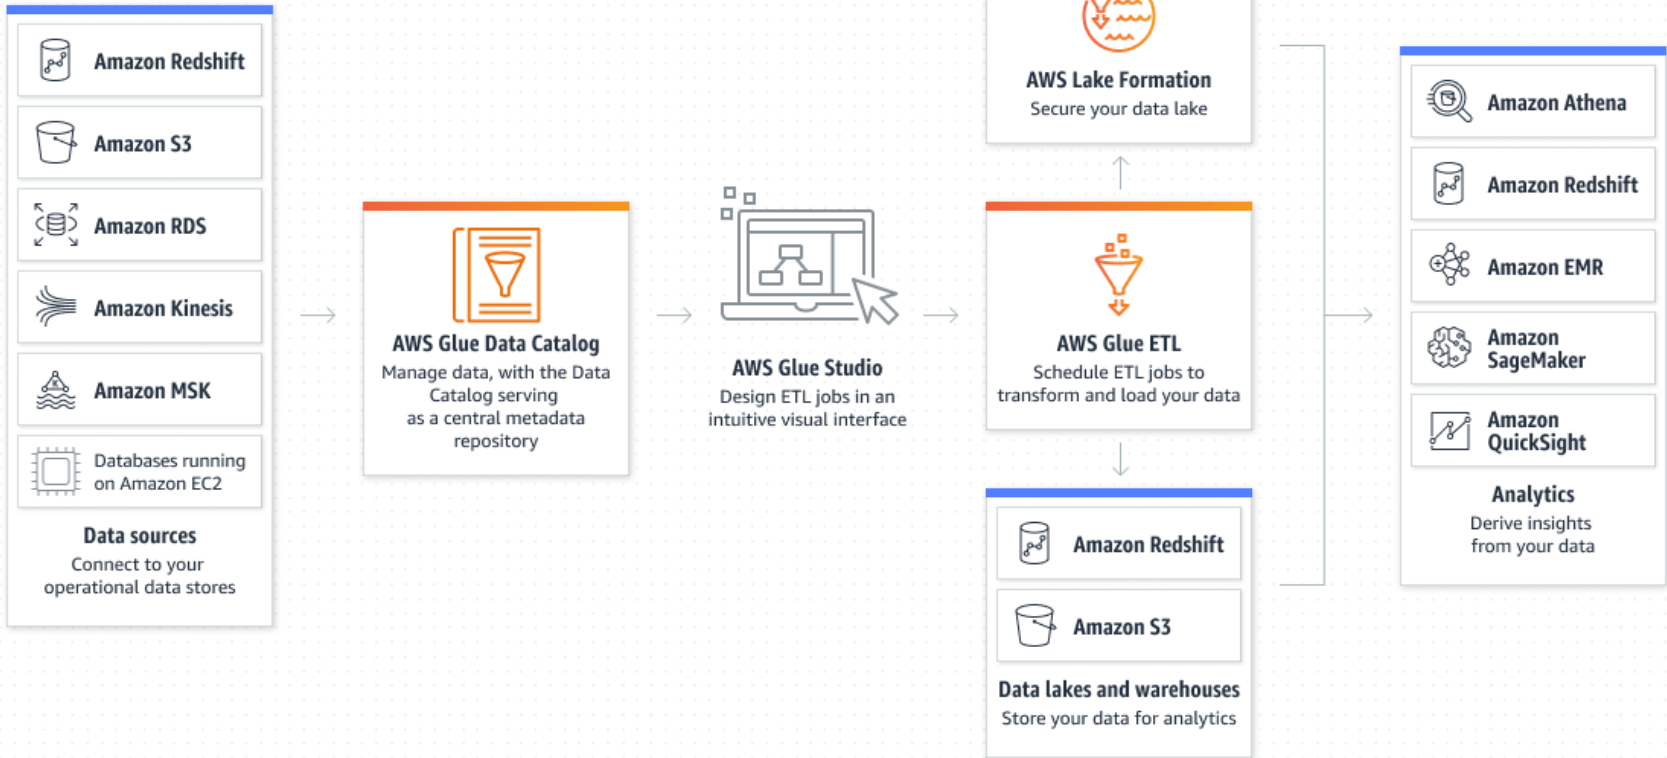 Amazon Redshift
Amazon S3
Amazon RDS
Amazon Kinesis
Amazon MSK
Databases running
on Amazon EC2
Data sources
Connect to your
operational data stores
AWS Glue Data Catalog
Manage data, with the Data
Catalog serving
as a central metadata
repository
AWS Glue Studio
Design ETL jobs in an
intuitive visual interface
AWS Lake Formation
Secure your data lake
AWS Glue ETL
Schedule ETL jobs to
transform and load your data
Amazon Redshift
Amazon S3
Data lakes and warehouses
Store your data for analytics
Amazon Athena
Amazon Redshift
Amazon EMR
Amazon
SageMaker
Amazon
QuickSight
Analytics
Derive insights
from your data